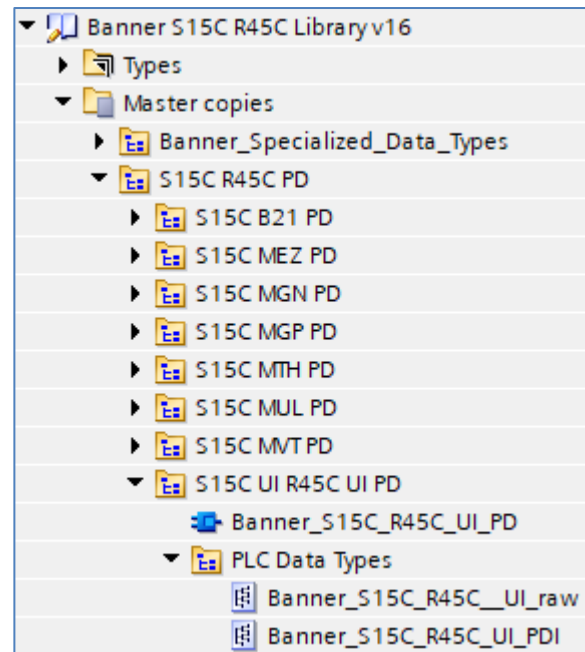 Banner S15C R45C Library v16
Types
Master copies
Banner_Specialized_Data_Types
S15C R45C PD
S15C B21 PD
S15C MEZ PD
S15C MGN PD
S15C MGP PD
S15C MTH PD
S15C MUL PD
S15C MVT PD
S15C UI R45C UI PD
Banner_S15C_R45C_UI_PD
PLC Data Types
Banner_S15C_R45C__UI_raw
Banner_S15C_R45C_UI_PDI